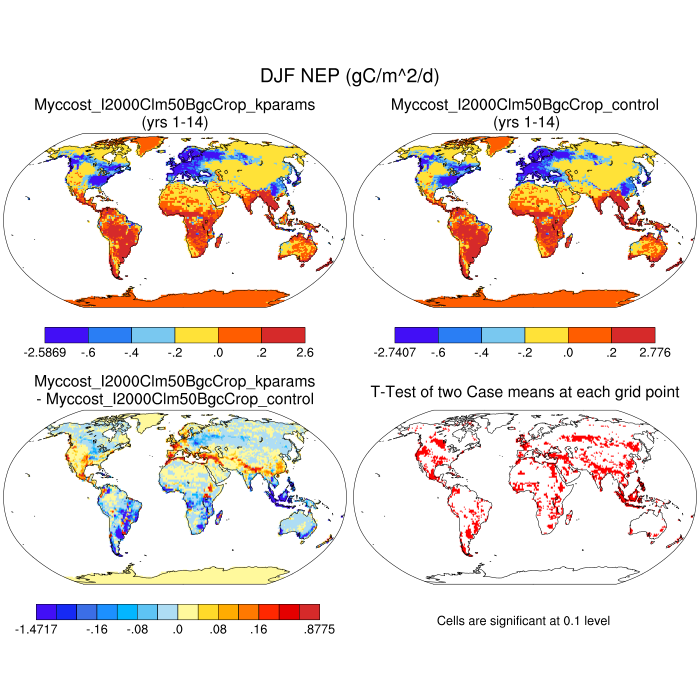 DJF NEP (gC/m^2/d)
Myccost_I2000Clm50BgcCrop_kparams
(yrs 1-14)
Myccost_I2000Clm50BgcCrop_control
(yrs 1-14)
-2.5869 -.6 -.4 -.2 .0 .2 2.6
-2.7407 -.6 -.4 -.2 .0 .2 2.776
Myccost_I2000Clm50BgcCrop_kparams
- Myccost_I2000Clm50BgcCrop_control
T-Test of two Case means at each grid point
-1.4717 -.16 -.08 .0 .08 .16 .8775
Cells are significant at 0.1 level